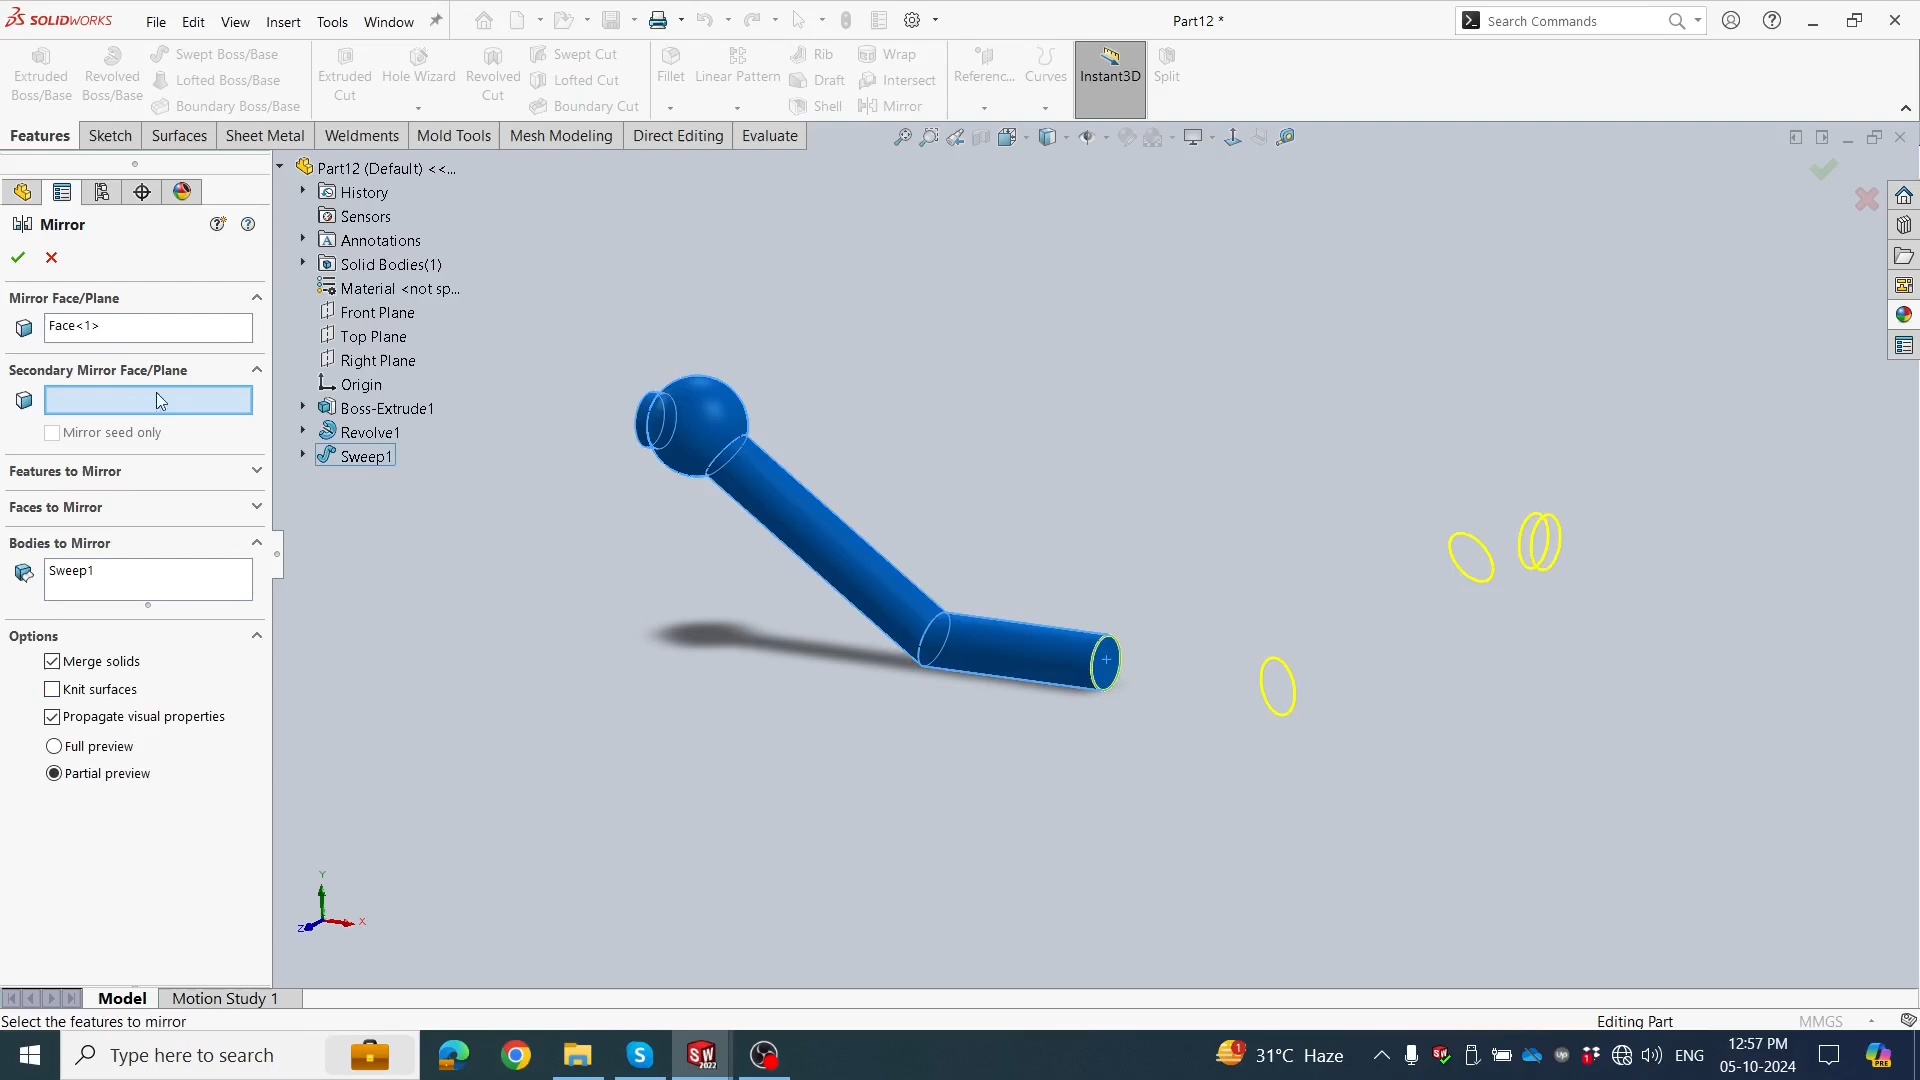 SOLIDWORKS File Edit View Insert Tools Window Part12 * Search Commands
Extruded Boss/Base
Revolved Boss/Base
Swept Boss/Base
Lofted Boss/Base
Boundary Boss/Base
Extruded Cut
Hole Wizard
Revolved Cut
Swept Cut
Lofted Cut
Boundary Cut
Fillet
Linear Pattern
Rib
Draft
Shell
Wrap
Intersect
Mirror
Referenc...
Curves
Instant3D
Split
Features Sketch Surfaces Sheet Metal Weldments Mold Tools Mesh Modeling Direct Editing Evaluate
Mirror
Mirror Face/Plane
Face<1>
Secondary Mirror Face/Plane
Mirror seed only
Features to Mirror
Faces to Mirror
Bodies to Mirror
Sweep1
Options
Merge solids
Knit surfaces
Propagate visual properties
Full preview
Partial preview
Part12 (Default) <<...
History
Sensors
Annotations
Solid Bodies(1)
Material <not sp...
Front Plane
Top Plane
Right Plane
Origin
Boss-Extrude1
Revolve1
Sweep1
Y
X
Z
Model Motion Study 1
Select the features to mirror Editing Part MMGS
Type here to search
SW 2022
31°C Haze
ENG
12:57 PM
05-10-2024